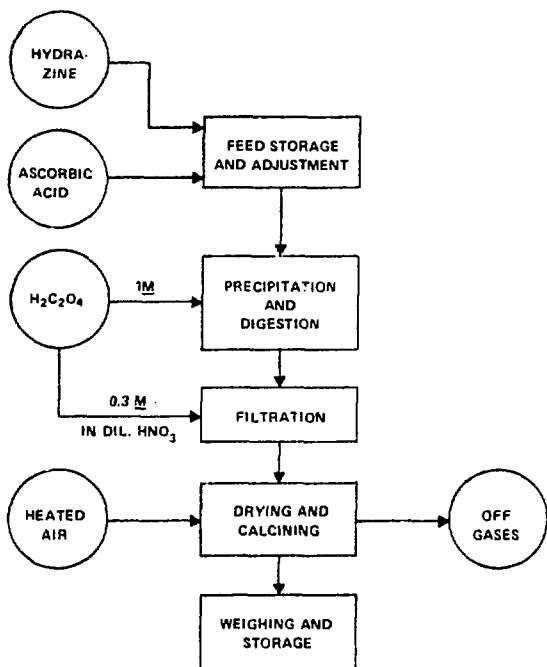 HYDRA-
ZINE
FEED STORAGE
AND ADJUSTMENT
ASCORBIC
ACID
H₂C₂O₄
1M
PRECIPITATION
AND
DIGESTION
0.3 M
IN DIL. HNO₃
FILTRATION
HEATED
AIR
DRYING AND
CALCINING
OFF
GASES
WEIGHING AND
STORAGE